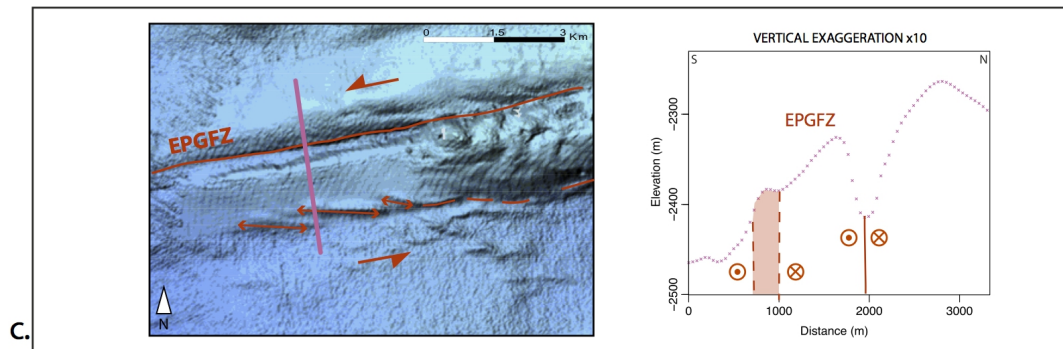 C.
0 1.5 3
Km
EPGFZ
N
VERTICAL EXAGGERATION x10
S N
EPGFZ
Elevation (m)
-2300
-2400
-2500
0 1000 2000 3000
Distance (m)